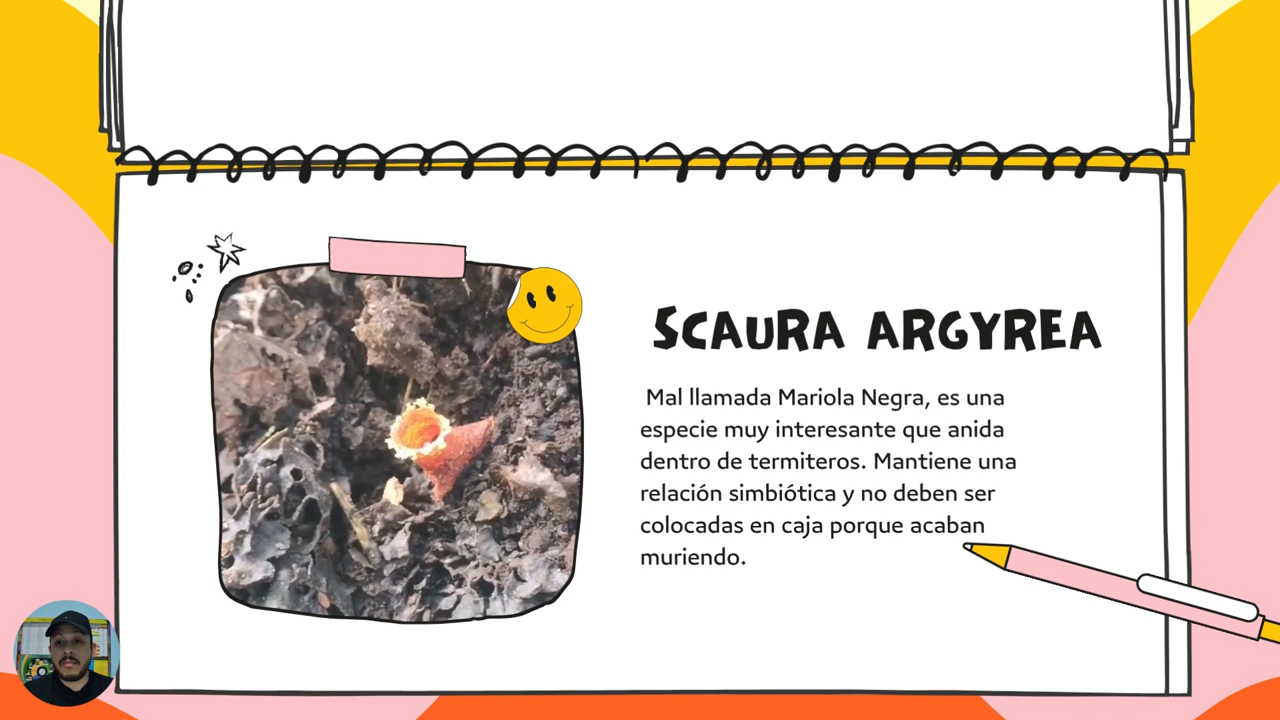 SCAURA ARGYREA
Mal llamada Mariola Negra, es una
especie muy interesante que anida
dentro de termiteros. Mantiene una
relación simbiótica y no deben ser
colocadas en caja porque acaban
muriendo.